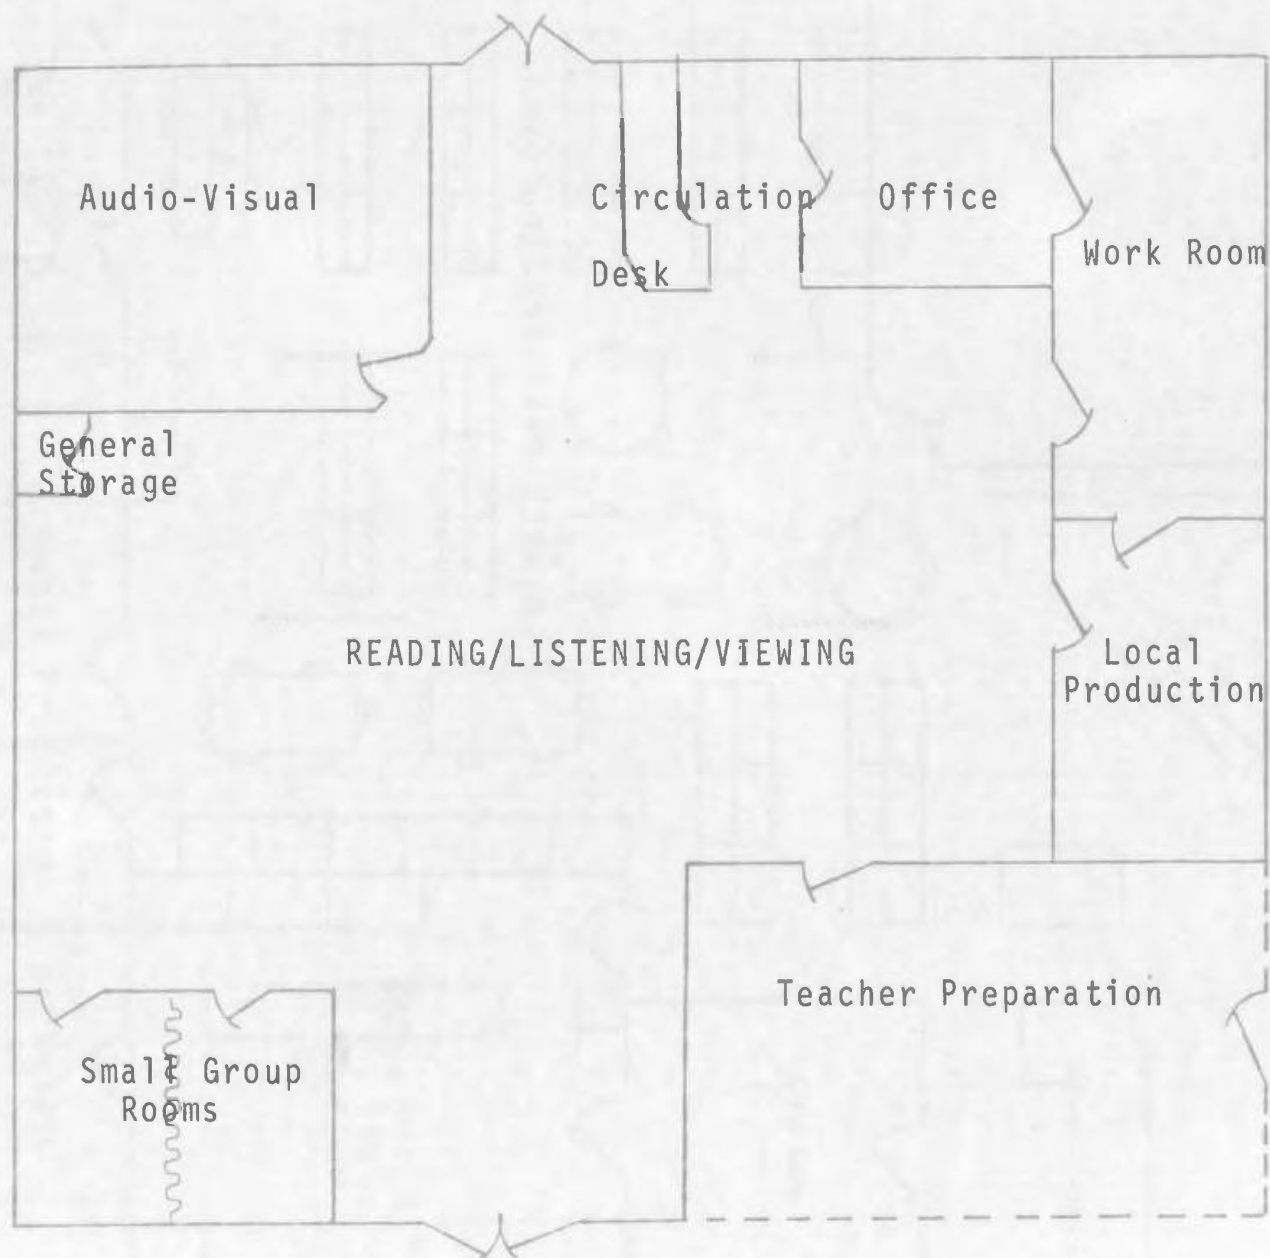 Audio-Visual
Circulation
Desk
Office
Work Room
General
Storage
READING/LISTENING/VIEWING
Local
Production
Teacher Preparation
Small Group
Rooms